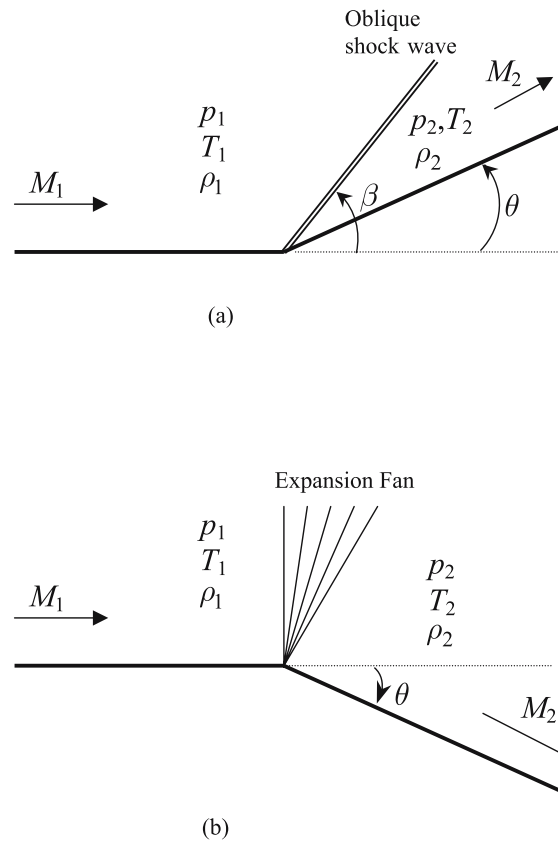 Oblique
shock wave
M₂
p₁
T₁
ρ₁
p₂,T₂
ρ₂
M₁
β
θ
(a)
Expansion Fan
p₁
T₁
ρ₁
p₂
T₂
ρ₂
M₁
θ
M₂
(b)